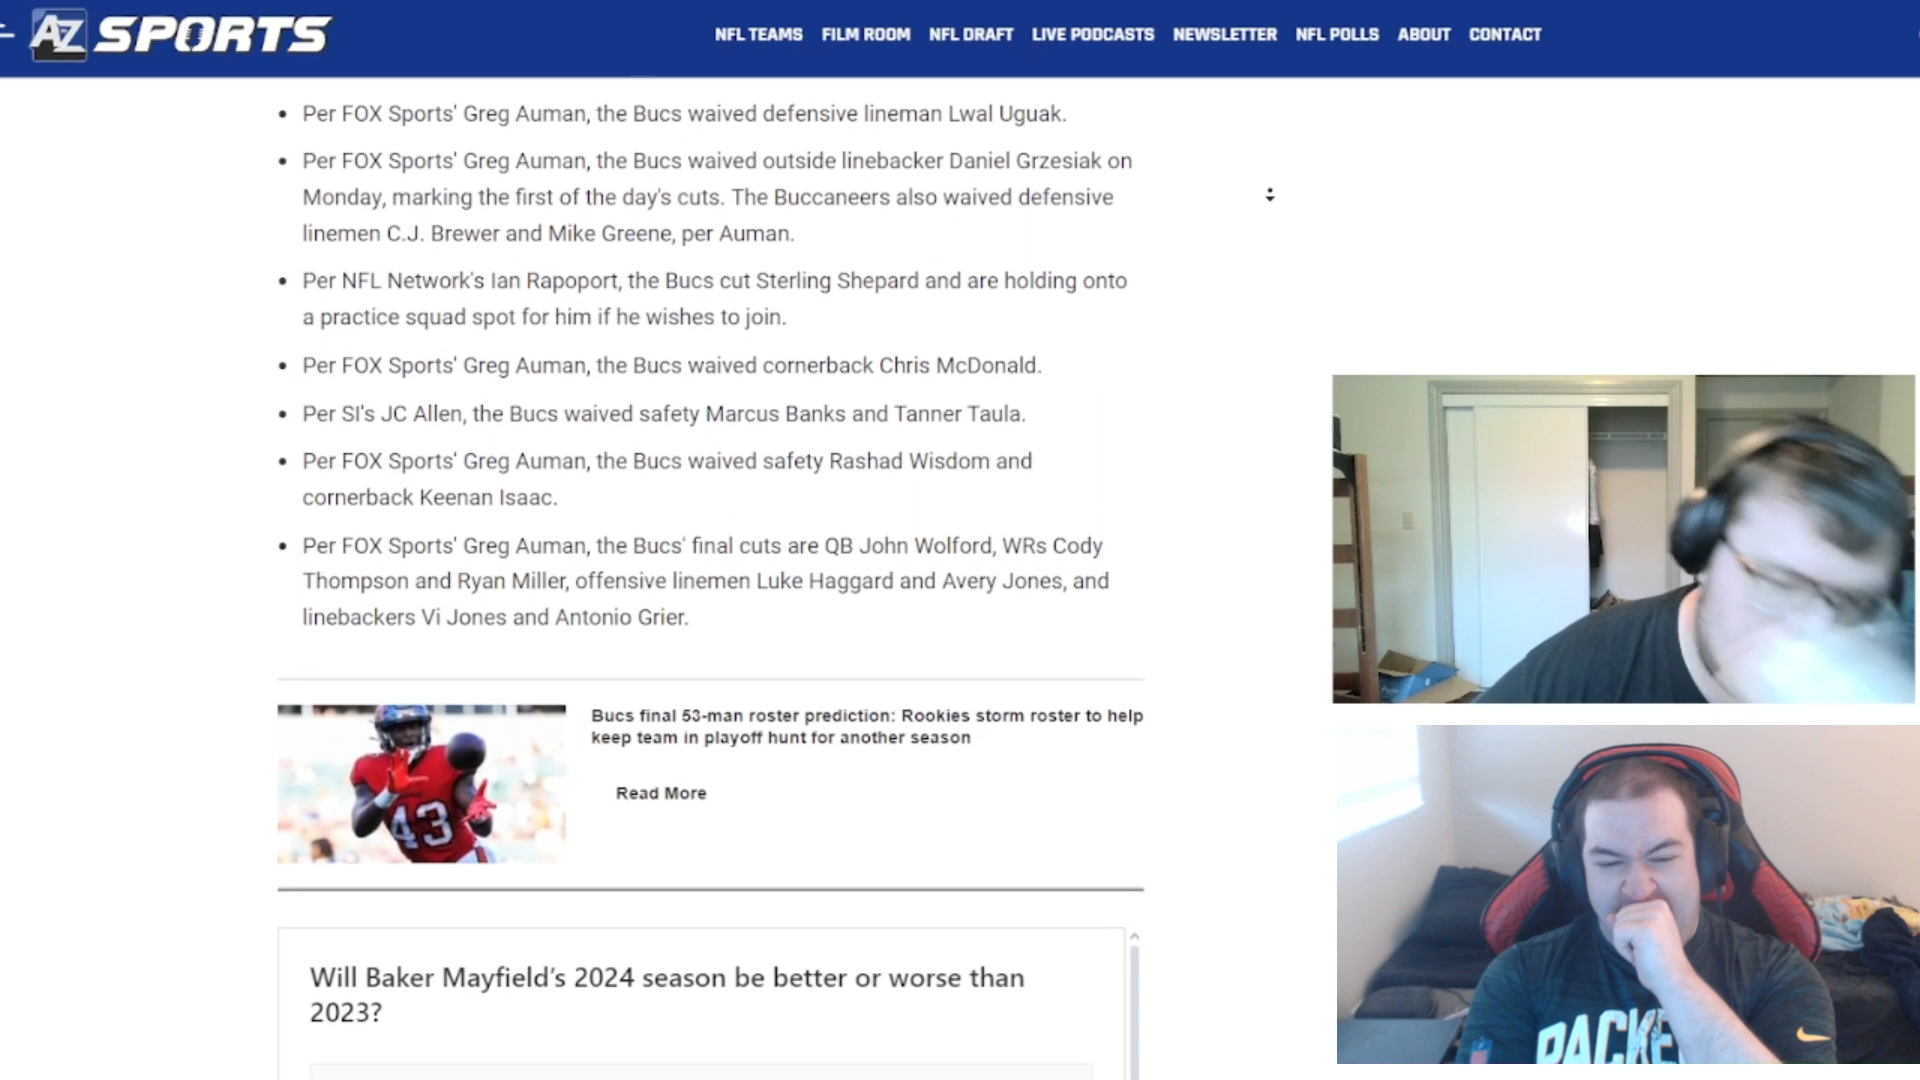 AZ SPORTS
NFL TEAMS FILM ROOM NFL DRAFT LIVE PODCASTS NEWSLETTER NFL POLLS ABOUT CONTACT
Per FOX Sports' Greg Auman, the Bucs waived defensive lineman Lwal Uguak.
Per FOX Sports' Greg Auman, the Bucs waived outside linebacker Daniel Grzesiak on
Monday, marking the first of the day's cuts. The Buccaneers also waived defensive
linemen C.J. Brewer and Mike Greene, per Auman.
Per NFL Network's Ian Rapoport, the Bucs cut Sterling Shepard and are holding onto
a practice squad spot for him if he wishes to join.
Per FOX Sports' Greg Auman, the Bucs waived cornerback Chris McDonald.
Per SI's JC Allen, the Bucs waived safety Marcus Banks and Tanner Taula.
Per FOX Sports' Greg Auman, the Bucs waived safety Rashad Wisdom and
cornerback Keenan Isaac.
Per FOX Sports' Greg Auman, the Bucs' final cuts are QB John Wolford, WRs Cody
Thompson and Ryan Miller, offensive linemen Luke Haggard and Avery Jones, and
linebackers Vi Jones and Antonio Grier.
43
Bucs final 53-man roster prediction: Rookies storm roster to help
keep team in playoff hunt for another season
Read More
Will Baker Mayfield's 2024 season be better or worse than
2023?
PACKE